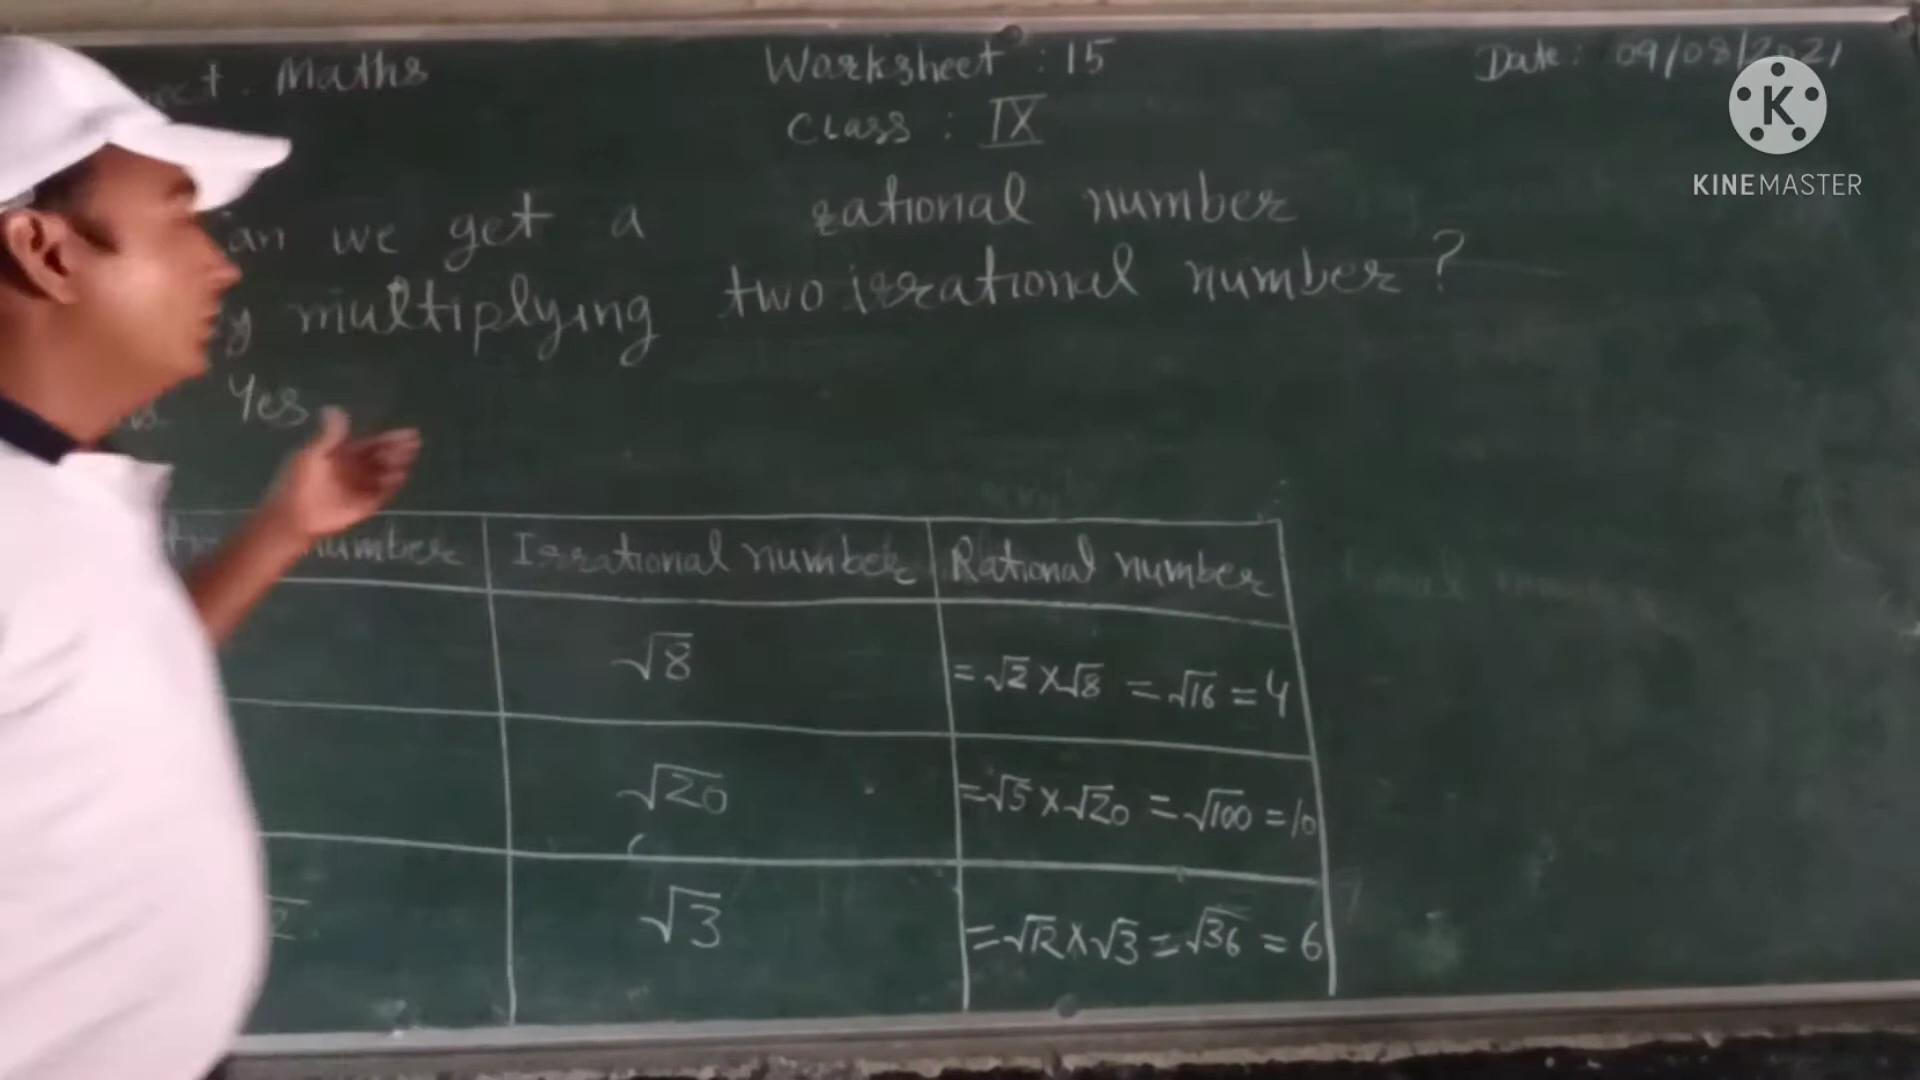 Maths Worksheet : 15 Date : 09/08/2021
Class : IX
we get a rational number
multiplying two irrational number ?
Yes
number Irrational number Rational number
√8 = √2 × √8 = √16 = 4
√20 = √5 × √20 = √100 = 10
√3 = √12 × √3 = √36 = 6
K
KINEMASTER